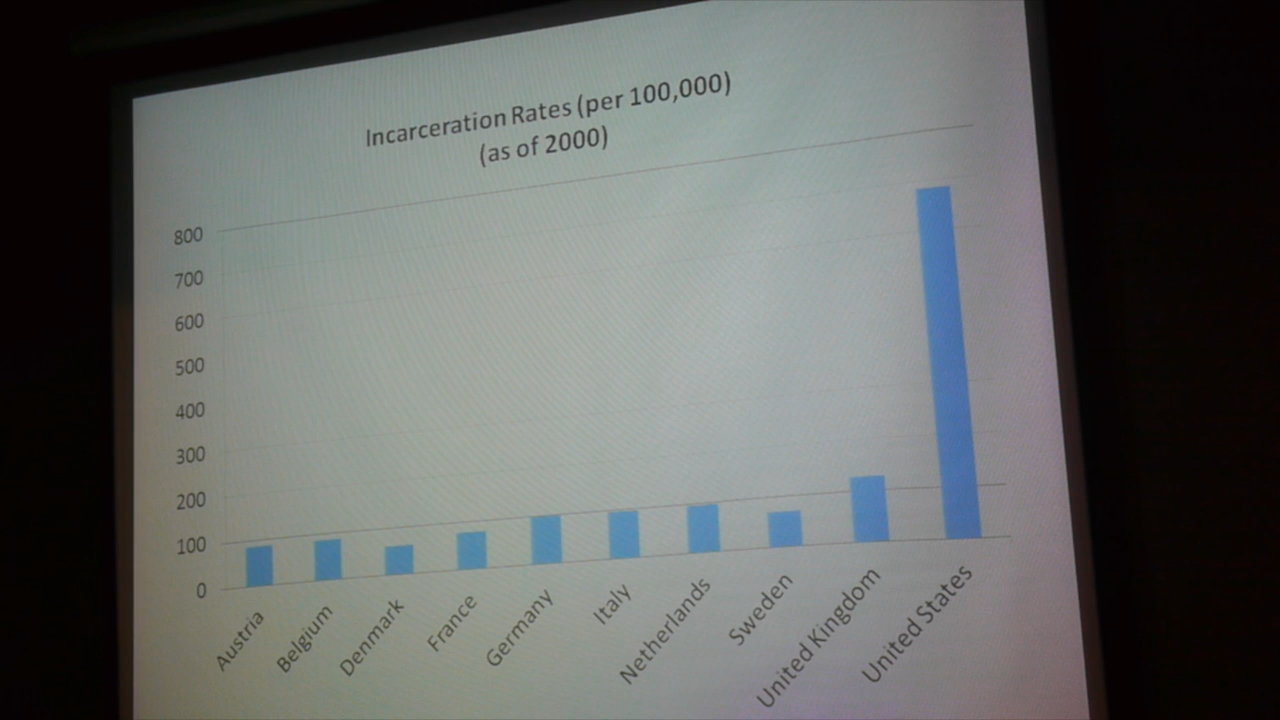 Incarceration Rates (per 100,000)
(as of 2000)
800
700
600
500
400
300
200
100
0
Austria
Belgium
Denmark
France
Germany
Italy
Netherlands
Sweden
United Kingdom
United States